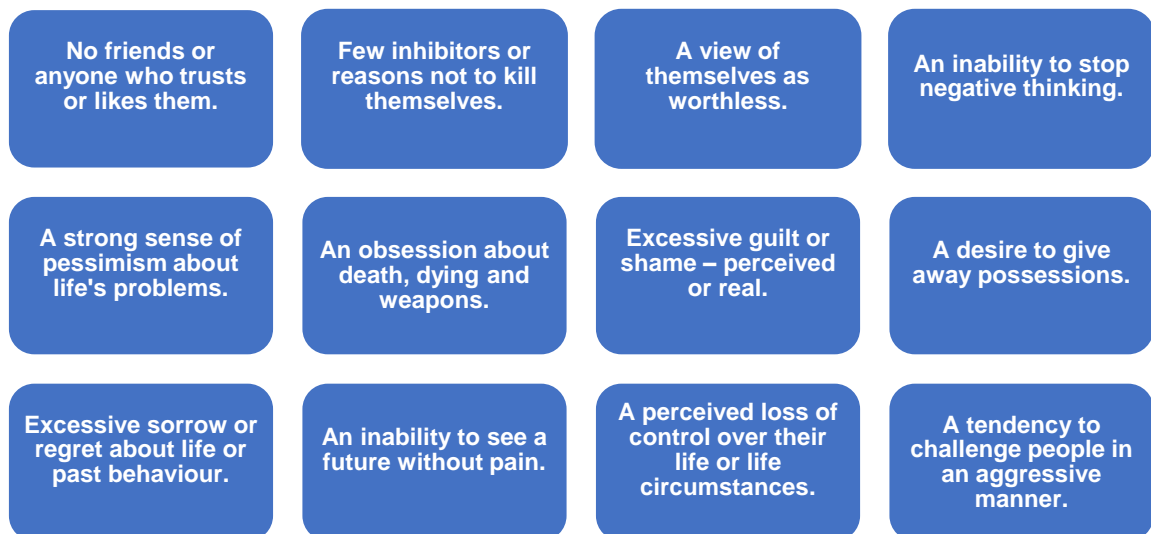 No friends or
anyone who trusts
or likes them.
Few inhibitors or
reasons not to kill
themselves.
A view of
themselves as
worthless.
An inability to stop
negative thinking.
A strong sense of
pessimism about
life's problems.
An obsession about
death, dying and
weapons.
Excessive guilt or
shame – perceived
or real.
A desire to give
away possessions.
Excessive sorrow or
regret about life or
past behaviour.
An inability to see a
future without pain.
A perceived loss of
control over their
life or life
circumstances.
A tendency to
challenge people in
an aggressive
manner.